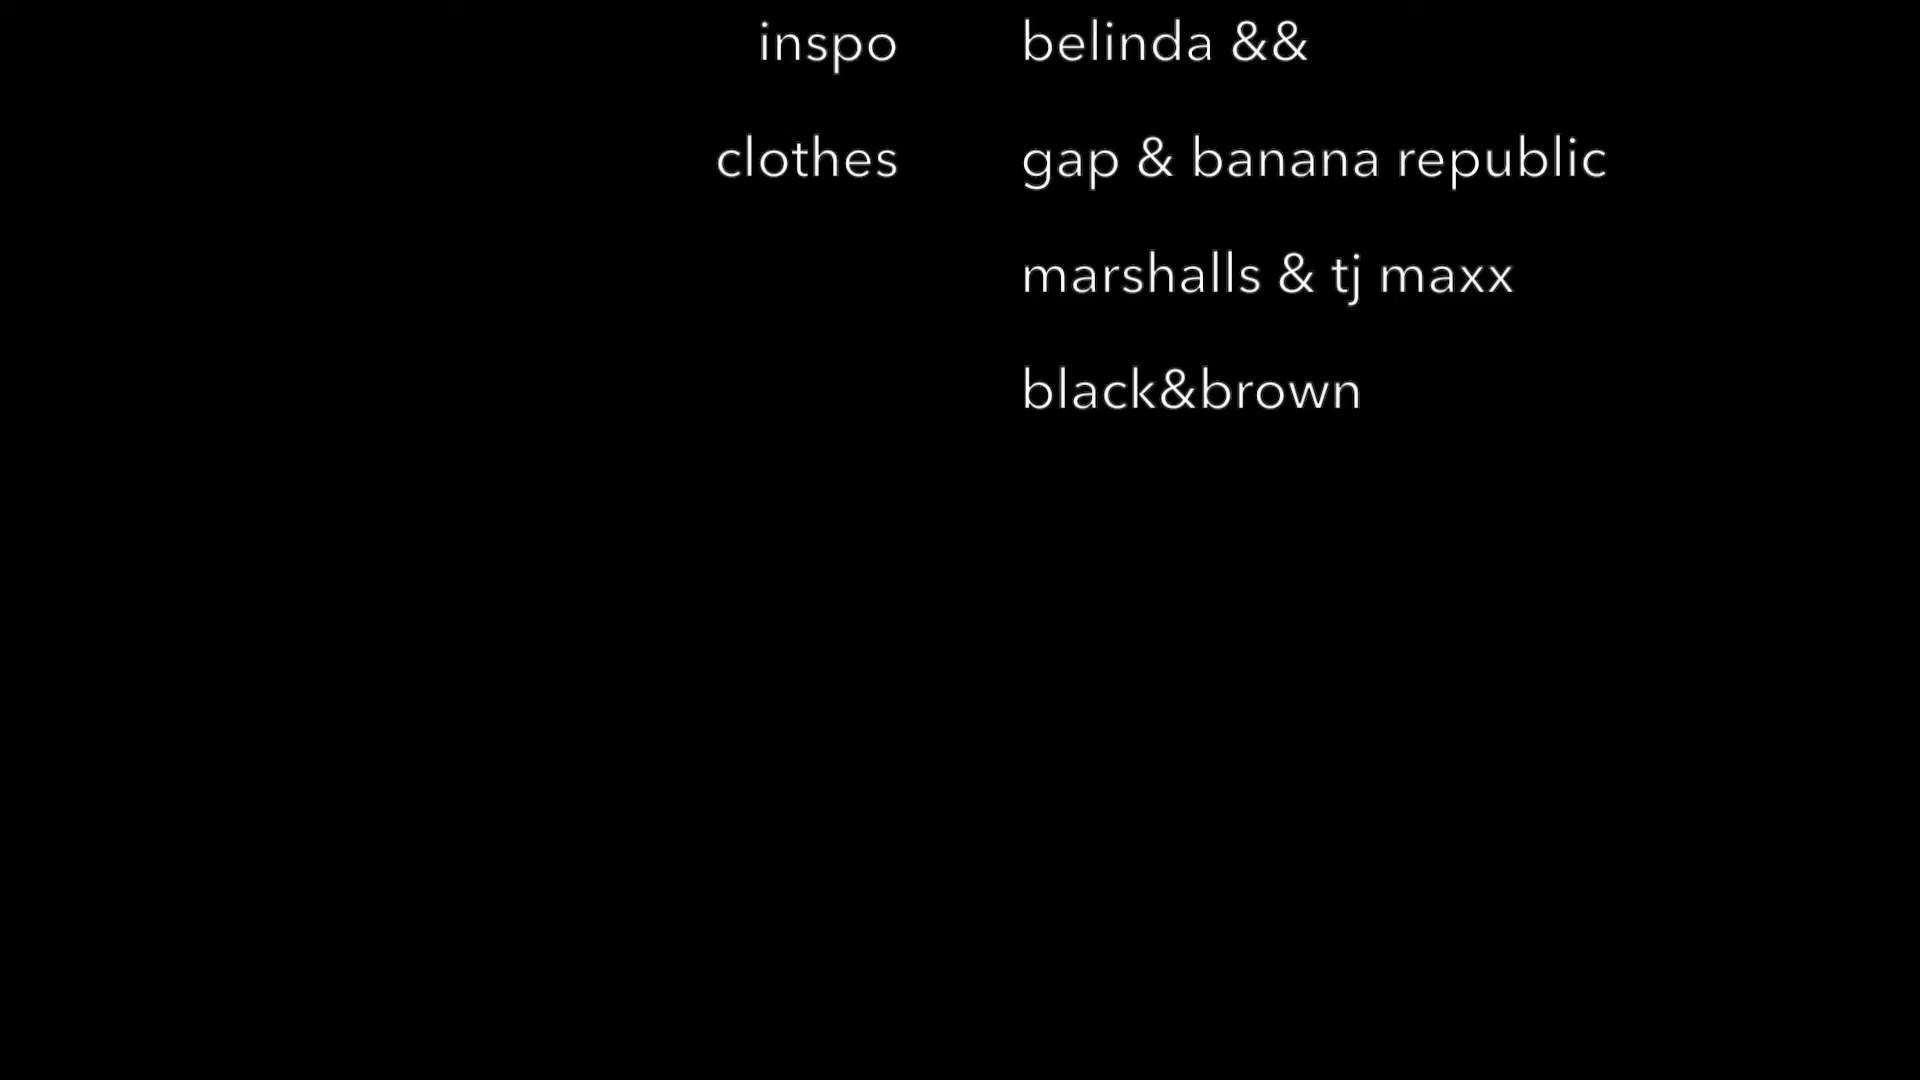 inspo belinda &&
clothes gap & banana republic
marshalls & tj maxx
black&brown